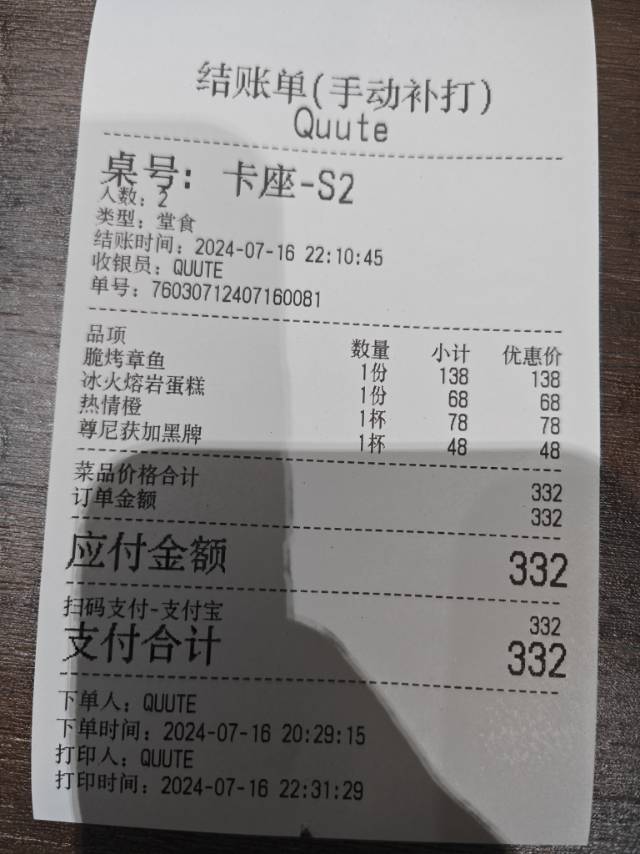 结账单(手动补打)
Quute
桌号: 卡座-S2
人数: 2
类型: 堂食
结账时间: 2024-07-16 22:10:45
收银员: QUUTE
单号: 76030712407160081
品项 数量 小计 优惠价
脆烤章鱼 1份 138 138
冰火熔岩蛋糕 1份 68 68
热情橙 1杯 78 78
尊尼获加黑牌 1杯 48 48
菜品价格合计 332
订单金额 332
应付金额 332
扫码支付-支付宝 332
支付合计 332
下单人: QUUTE
下单时间: 2024-07-16 20:29:15
打印人: QUUTE
打印时间: 2024-07-16 22:31:29